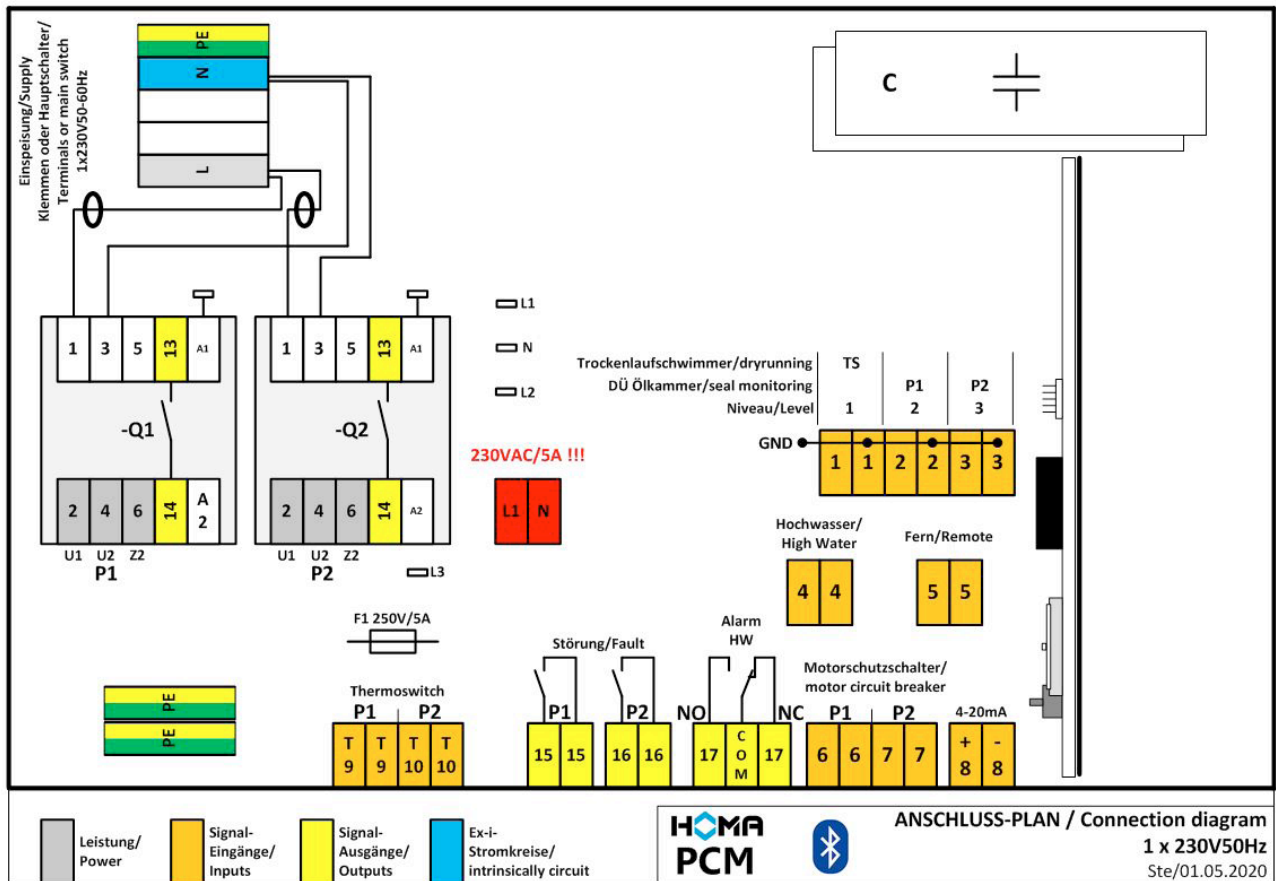 Einspeisung/Supply
Klemmen oder Hauptschalter/
Terminals or main switch
1x230V50-60Hz
PE
N
L
C
1 3 5 13 A1
-Q1
2 4 6 14 A 2
U1 U2 Z2
P1
1 3 5 13 A1
-Q2
2 4 6 14 A2
U1 U2 Z2
P2
L1
N
L2
L3
230VAC/5A !!!
L1 N
Trockenlaufschwimmer/dryrunning TS
DÜ Ölkammer/seal monitoring P1 P2
Niveau/Level 1 2 3
GND
1 1 2 2 3 3
Hochwasser/
High Water
4 4
Fern/Remote
5 5
F1 250V/5A
PE
PE
Thermoswitch
P1 P2
T 9 T 9 T 10 T 10
Störung/Fault
P1 P2
15 15 16 16
Alarm
HW
NO NC
17 COM 17
Motorschutzschalter/
motor circuit breaker
P1 P2
6 6 7 7
4-20mA
+ 8 - 8
Leistung/
Power
Signal-
Eingänge/
Inputs
Signal-
Ausgänge/
Outputs
Ex-i-
Stromkreise/
intrinsically circuit
HOMA
PCM
ANSCHLUSS-PLAN / Connection diagram
1 x 230V50Hz
Ste/01.05.2020